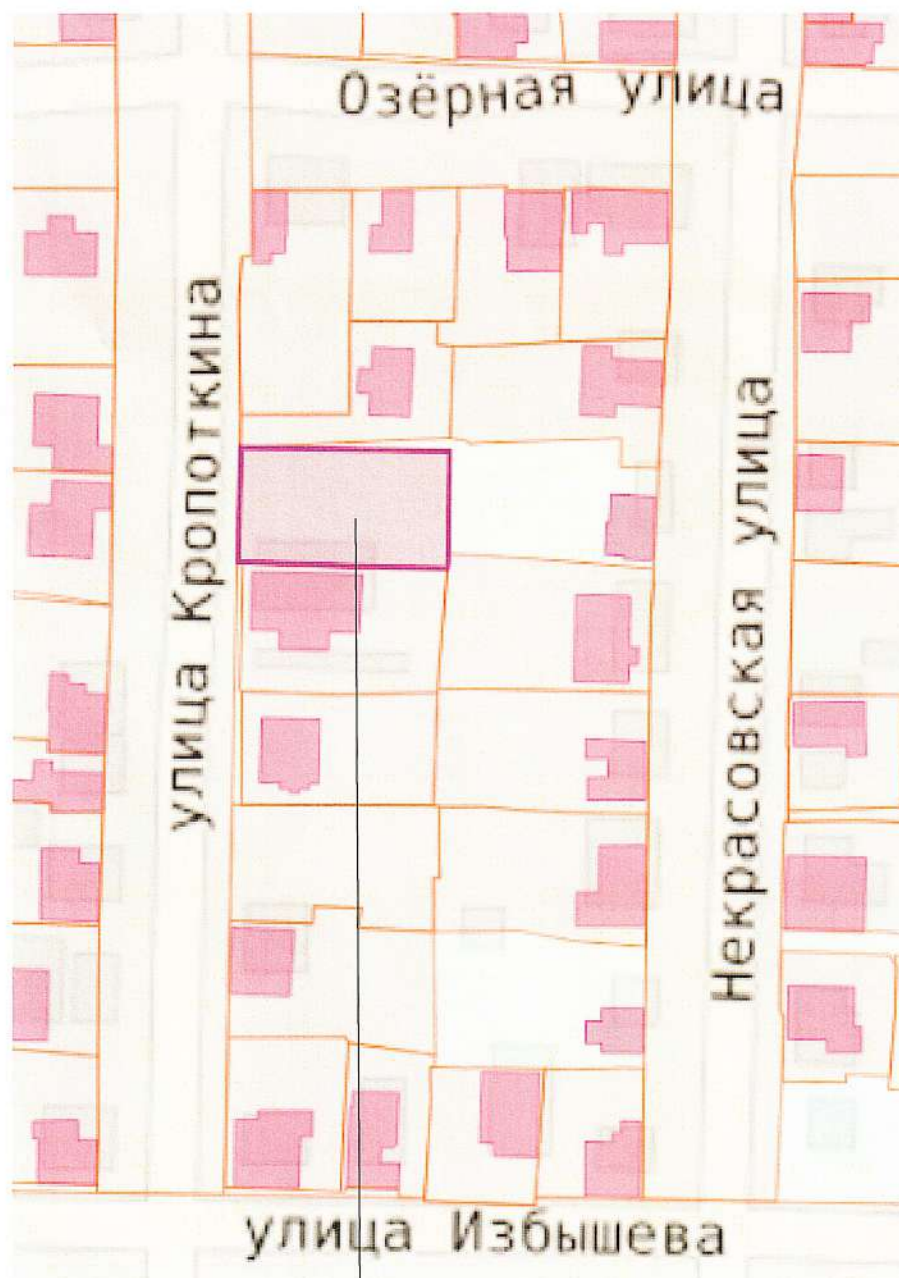 Озёрная улица
улица Кропоткина
Некрасовская улица
улица Избышева